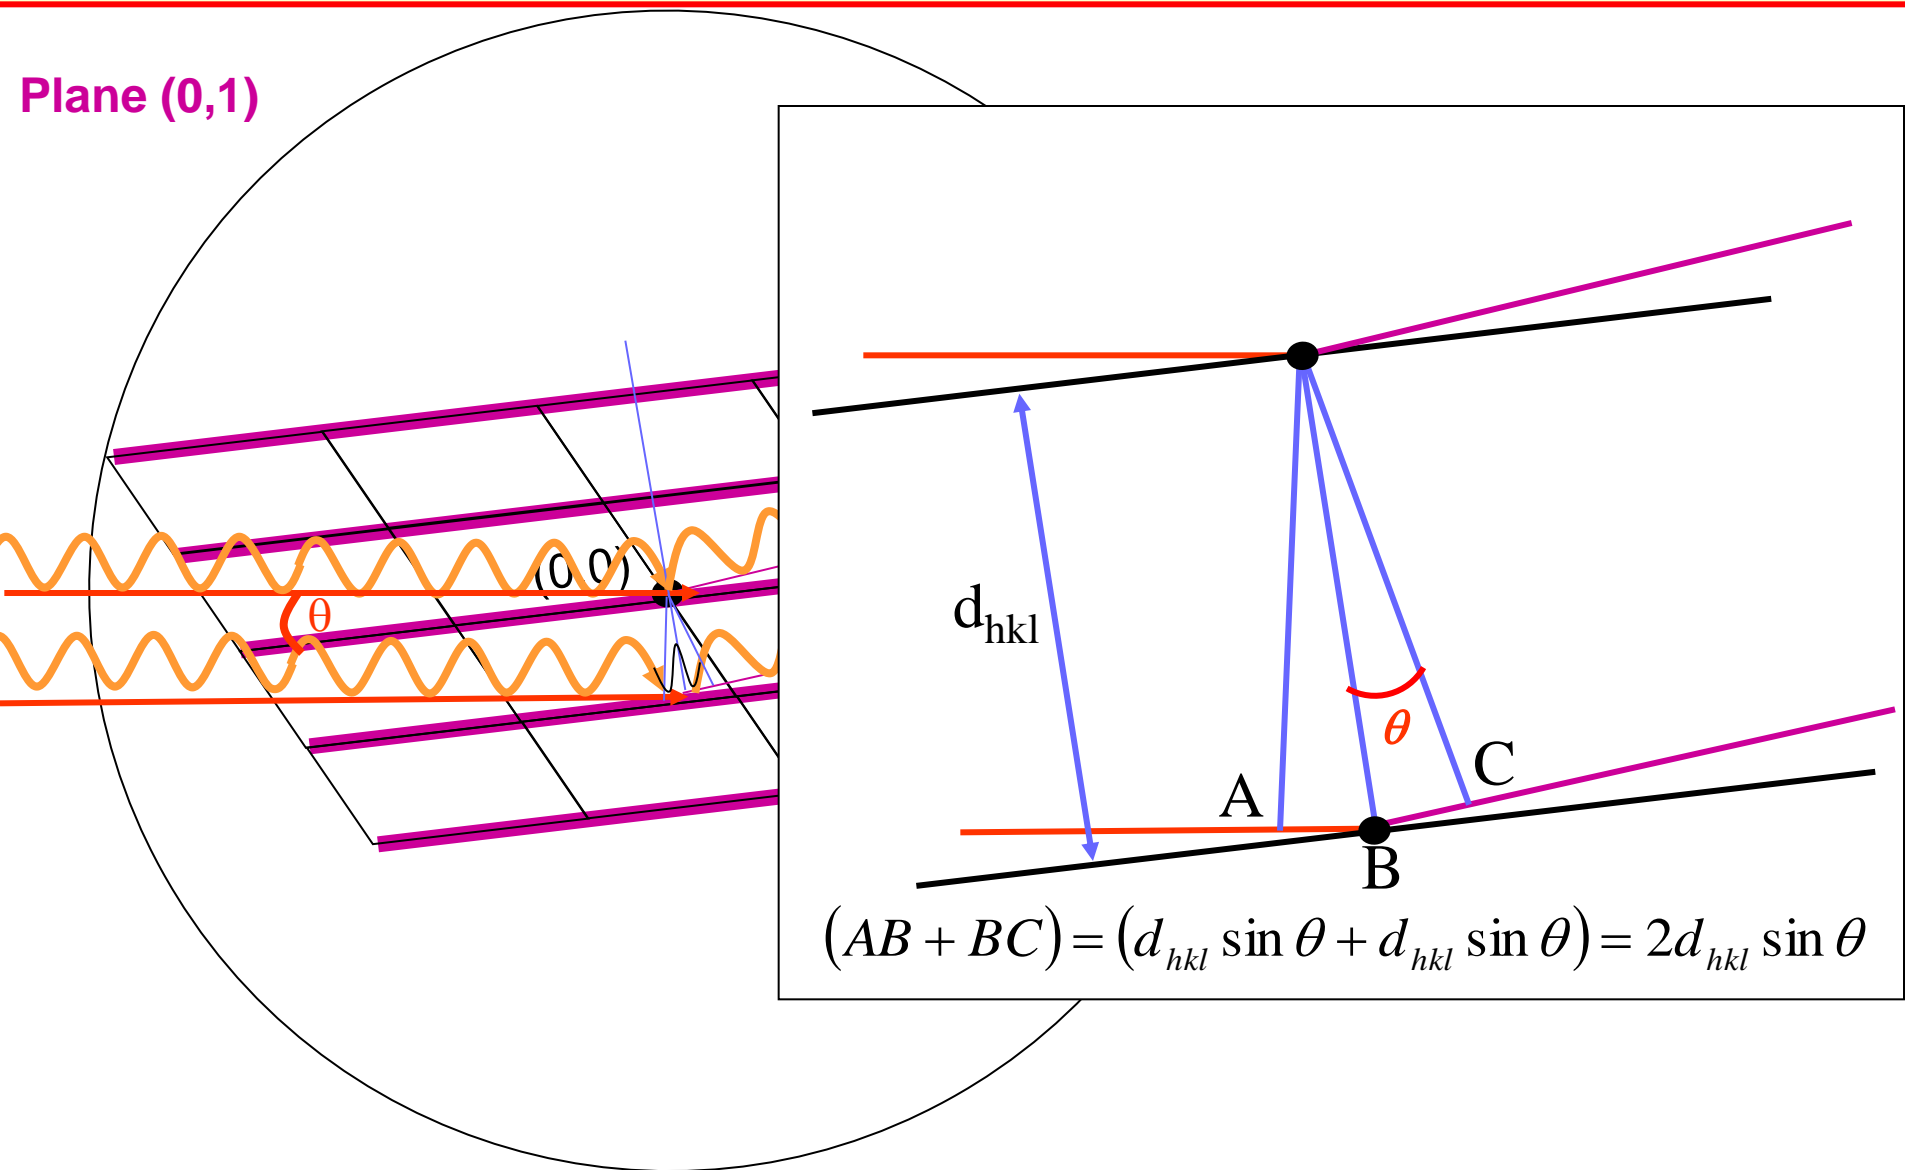 Plane (0,1)
(0,0)
θ
d_hkl
θ
A
C
B
(AB + BC) = (d_hkl sin θ + d_hkl sin θ) = 2d_hkl sin θ